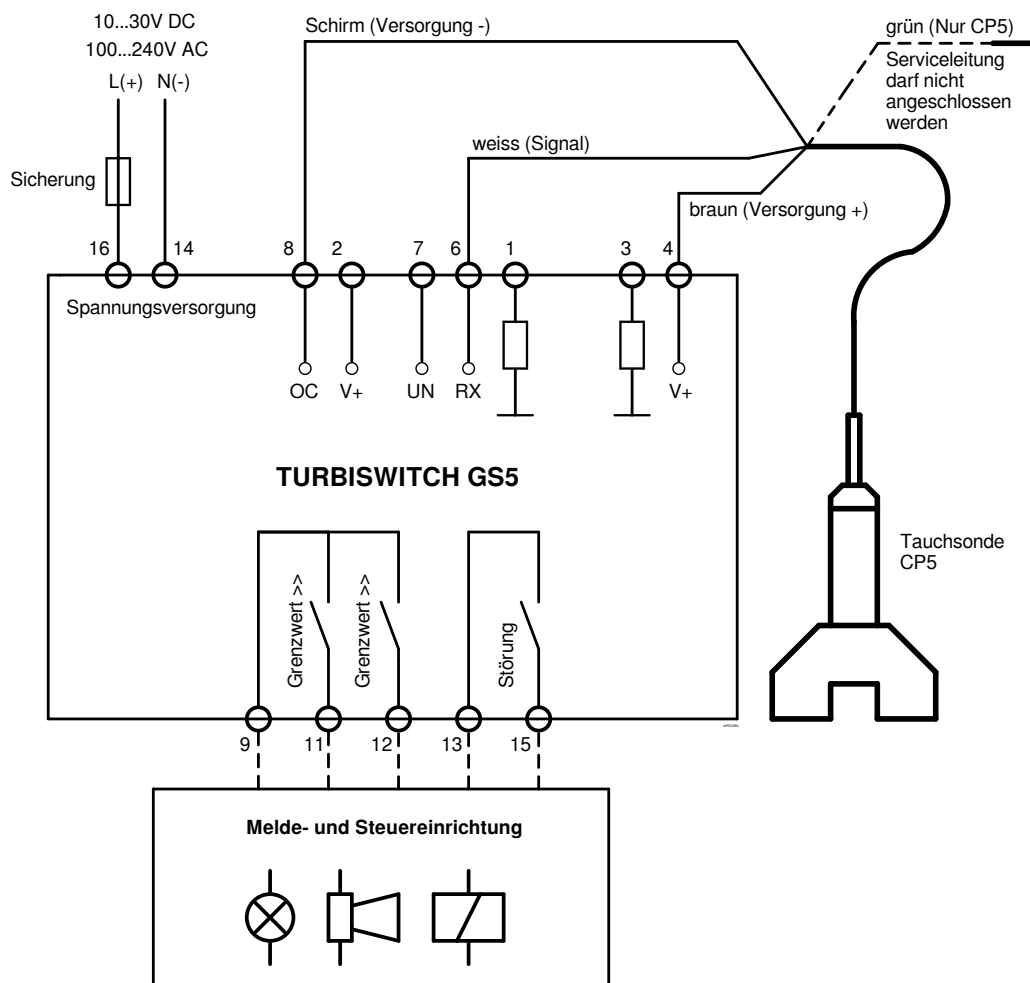 10...30V DC
100...240V AC
L(+) N(-)
Sicherung
Schirm (Versorgung -)
weiss (Signal)
braun (Versorgung +)
grün (Nur CP5)
Serviceleitung
darf nicht
angeschlossen
werden
16 14 8 2 7 6 1 3 4
Spannungsversorgung
OC V+ UN RX V+
TURBISWITCH GS5
Grenzwert >>
Grenzwert >>
Störung
Tauchsonde
CP5
9 11 12 13 15
Melde- und Steuereinrichtung